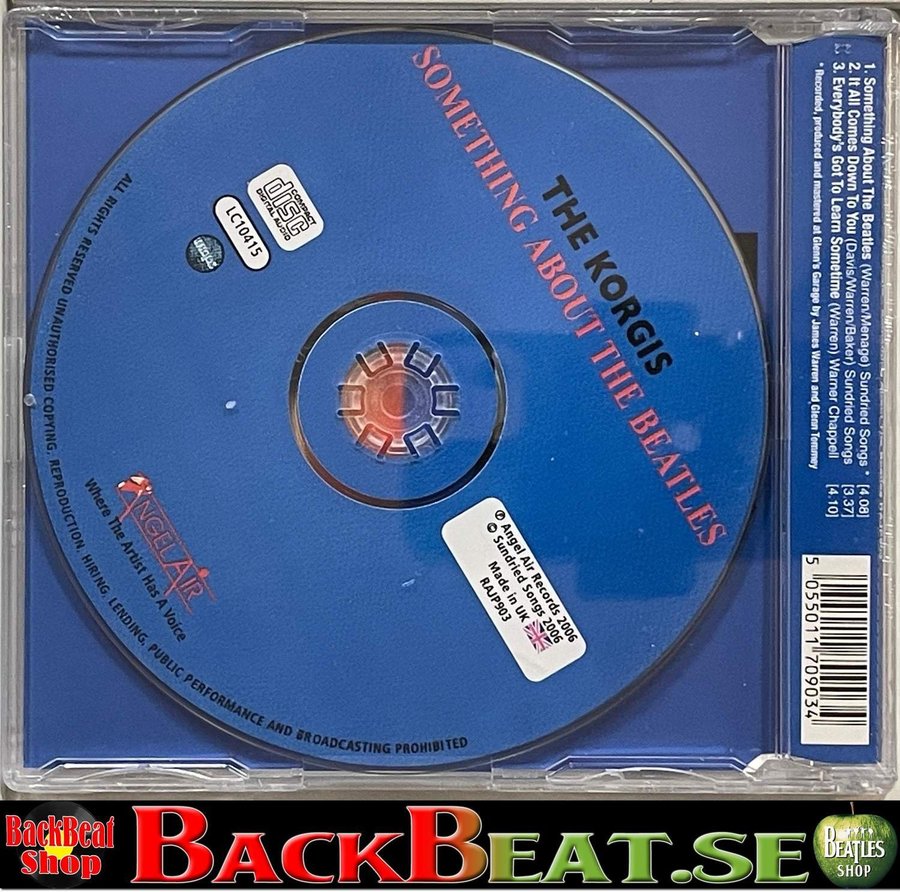 1. Something About The Beatles (Warren/Menage) Sundried Songs * [4.08]
2. It All Comes Down To You (Davis/Warren/Baker) Sundried Songs [3.37]
3. Everybody's Got To Learn Sometime (Warren) Warner Chappell [4.10]
* Recorded, produced and mastered at Glenn's Garage by James Warren and Glenn Tommey
THE KORGIS
SOMETHING ABOUT THE BEATLES
COMPACT
disc
DIGITAL AUDIO
LC10415
℗ Angel Air Records 2006
© Sundried Songs 2006
Made in UK
RAJP903
ANGEL AIR
Where The Artist Has A Voice
ALL RIGHTS RESERVED UNAUTHORISED COPYING, REPRODUCTION, HIRING, LENDING, PUBLIC PERFORMANCE AND BROADCASTING PROHIBITED
5 055011 709034
BackBeat
Shop
BACKBEAT.SE
BEATLES
SHOP